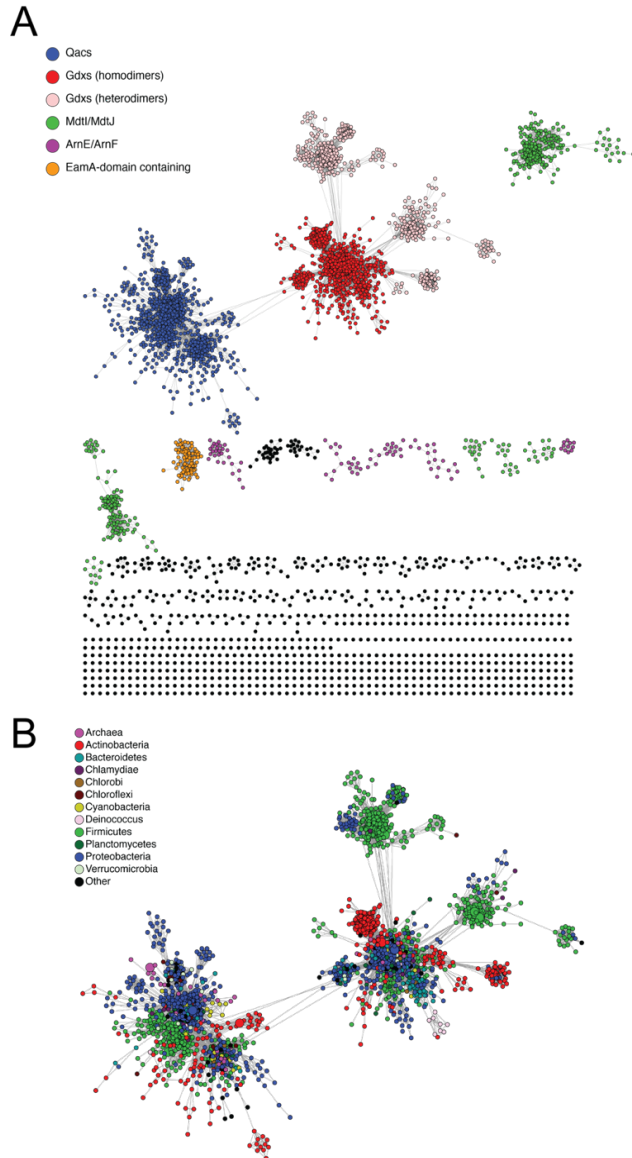 A
Qacs
Gdxs (homodimers)
Gdxs (heterodimers)
MdtI/MdtJ
ArnE/ArnF
EamA-domain containing
B
Archaea
Actinobacteria
Bacteroidetes
Chlamydiae
Chlorobi
Chloroflexi
Cyanobacteria
Deinococcus
Firmicutes
Planctomycetes
Proteobacteria
Verrucomicrobia
Other